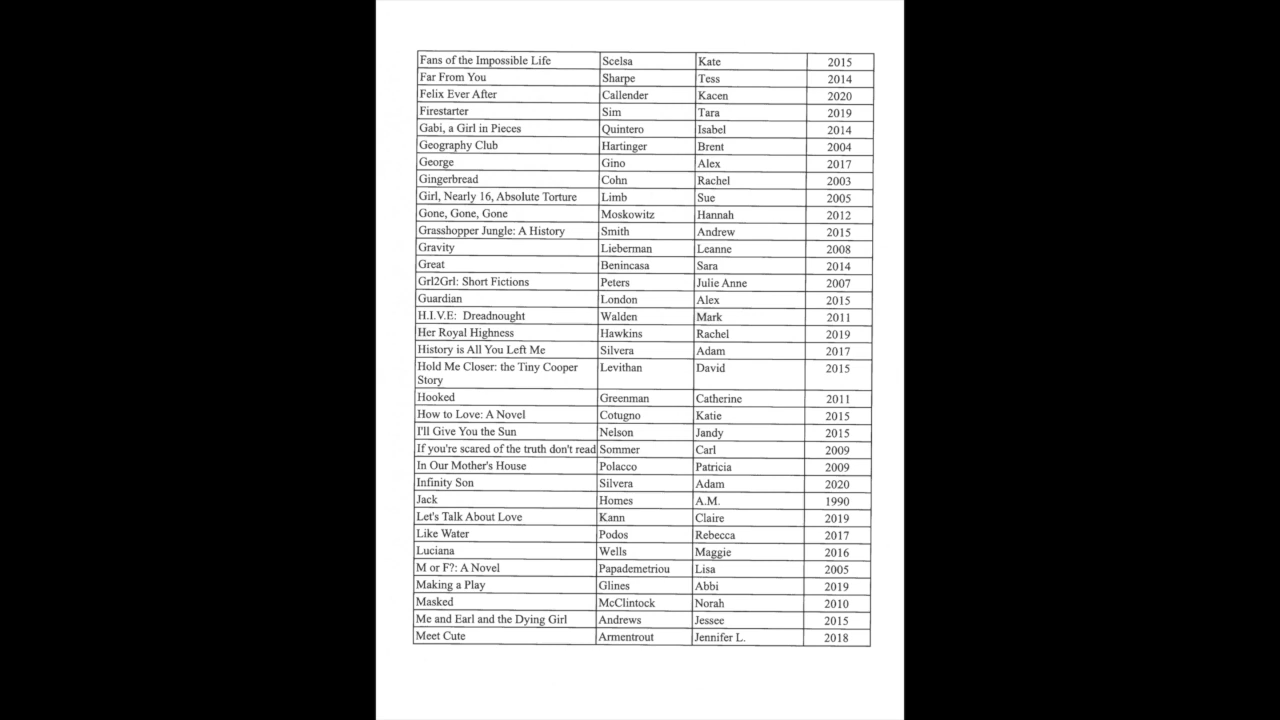 Fans of the Impossible Life Scelsa Kate 2015
Far From You Sharpe Tess 2014
Felix Ever After Callender Kacen 2020
Firestarter Sim Tara 2019
Gabi, a Girl in Pieces Quintero Isabel 2014
Geography Club Hartinger Brent 2004
George Gino Alex 2017
Gingerbread Cohn Rachel 2003
Girl, Nearly 16, Absolute Torture Limb Sue 2005
Gone, Gone, Gone Moskowitz Hannah 2012
Grasshopper Jungle: A History Smith Andrew 2015
Gravity Lieberman Leanne 2008
Great Benincasa Sara 2014
Grl2Grl: Short Fictions Peters Julie Anne 2007
Guardian London Alex 2015
H.I.V.E: Dreadnought Walden Mark 2011
Her Royal Highness Hawkins Rachel 2019
History is All You Left Me Silvera Adam 2017
Hold Me Closer: the Tiny Cooper Levithan David 2015
Story
Hooked Greenman Catherine 2011
How to Love: A Novel Cotugno Katie 2015
I'll Give You the Sun Nelson Jandy 2015
If you're scared of the truth don't read Sommer Carl 2009
In Our Mother's House Polacco Patricia 2009
Infinity Son Silvera Adam 2020
Jack Homes A.M. 1990
Let's Talk About Love Kann Claire 2019
Like Water Podos Rebecca 2017
Luciana Wells Maggie 2016
M or F?: A Novel Papademetriou Lisa 2005
Making a Play Glines Abbi 2019
Masked McClintock Norah 2010
Me and Earl and the Dying Girl Andrews Jessee 2015
Meet Cute Armentrout Jennifer L. 2018